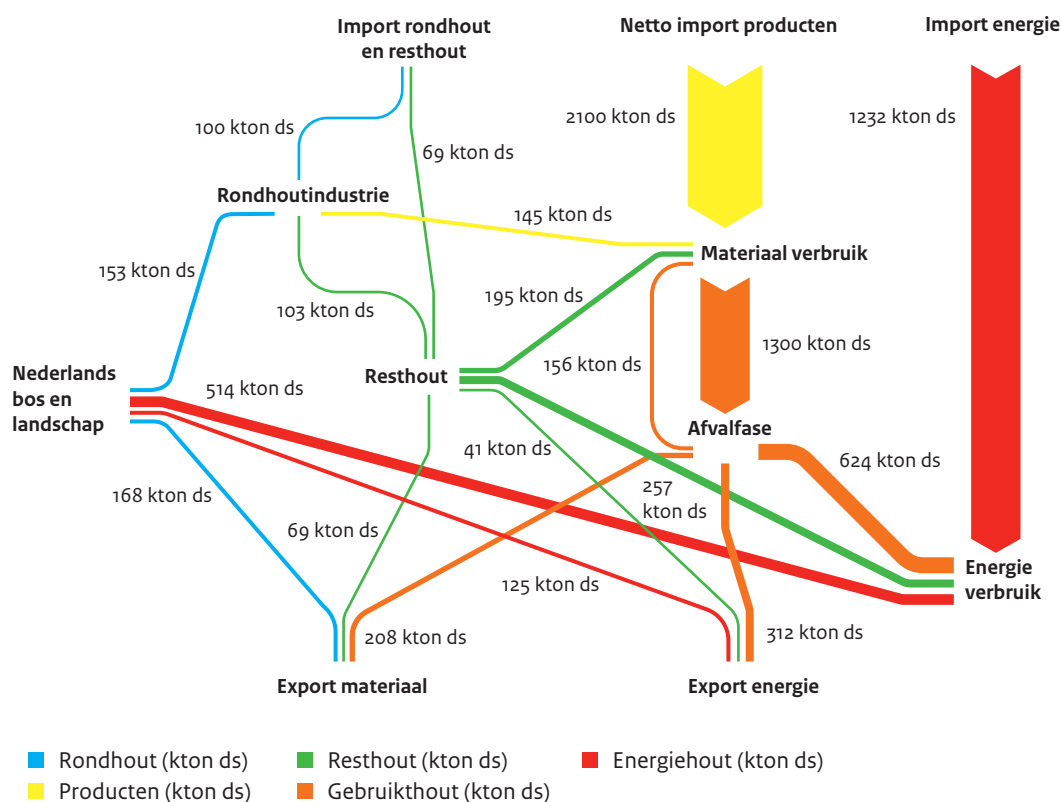 Import rondhout
en resthout
Netto import producten
Import energie
2100 kton ds
1232 kton ds
100 kton ds
69 kton ds
Rondhoutindustrie
145 kton ds
Materiaal verbruik
153 kton ds
195 kton ds
103 kton ds
1300 kton ds
156 kton ds
Nederlands
bos en
landschap
Resthout
514 kton ds
Afvalfase
41 kton ds
624 kton ds
168 kton ds
257
kton ds
69 kton ds
125 kton ds
Energie
verbruik
208 kton ds
312 kton ds
Export materiaal
Export energie
Rondhout (kton ds)
Resthout (kton ds)
Energiehout (kton ds)
Producten (kton ds)
Gebruikthout (kton ds)